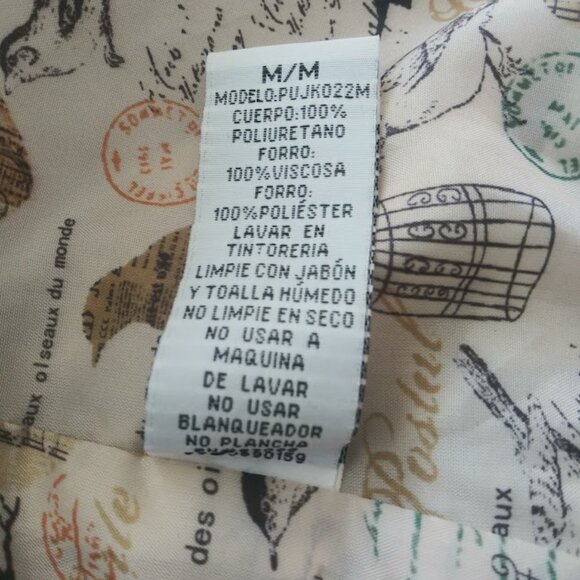 M/M
MODELO:PUJK022M
CUERPO:100%
POLIURETANO
FORRO:
100%VISCOSA
FORRO:
100%POLIÉSTER
LAVAR EN
TINTORERIA
LIMPIE CON JABÓN
Y TOALLA HÚMEDO
NO LIMPIE EN SECO
NO USAR A
MAQUINA
DE LAVAR
NO USAR
BLANQUEADOR
NO PLANCHA
aux oiseaux du monde
des oi
aux
Postal